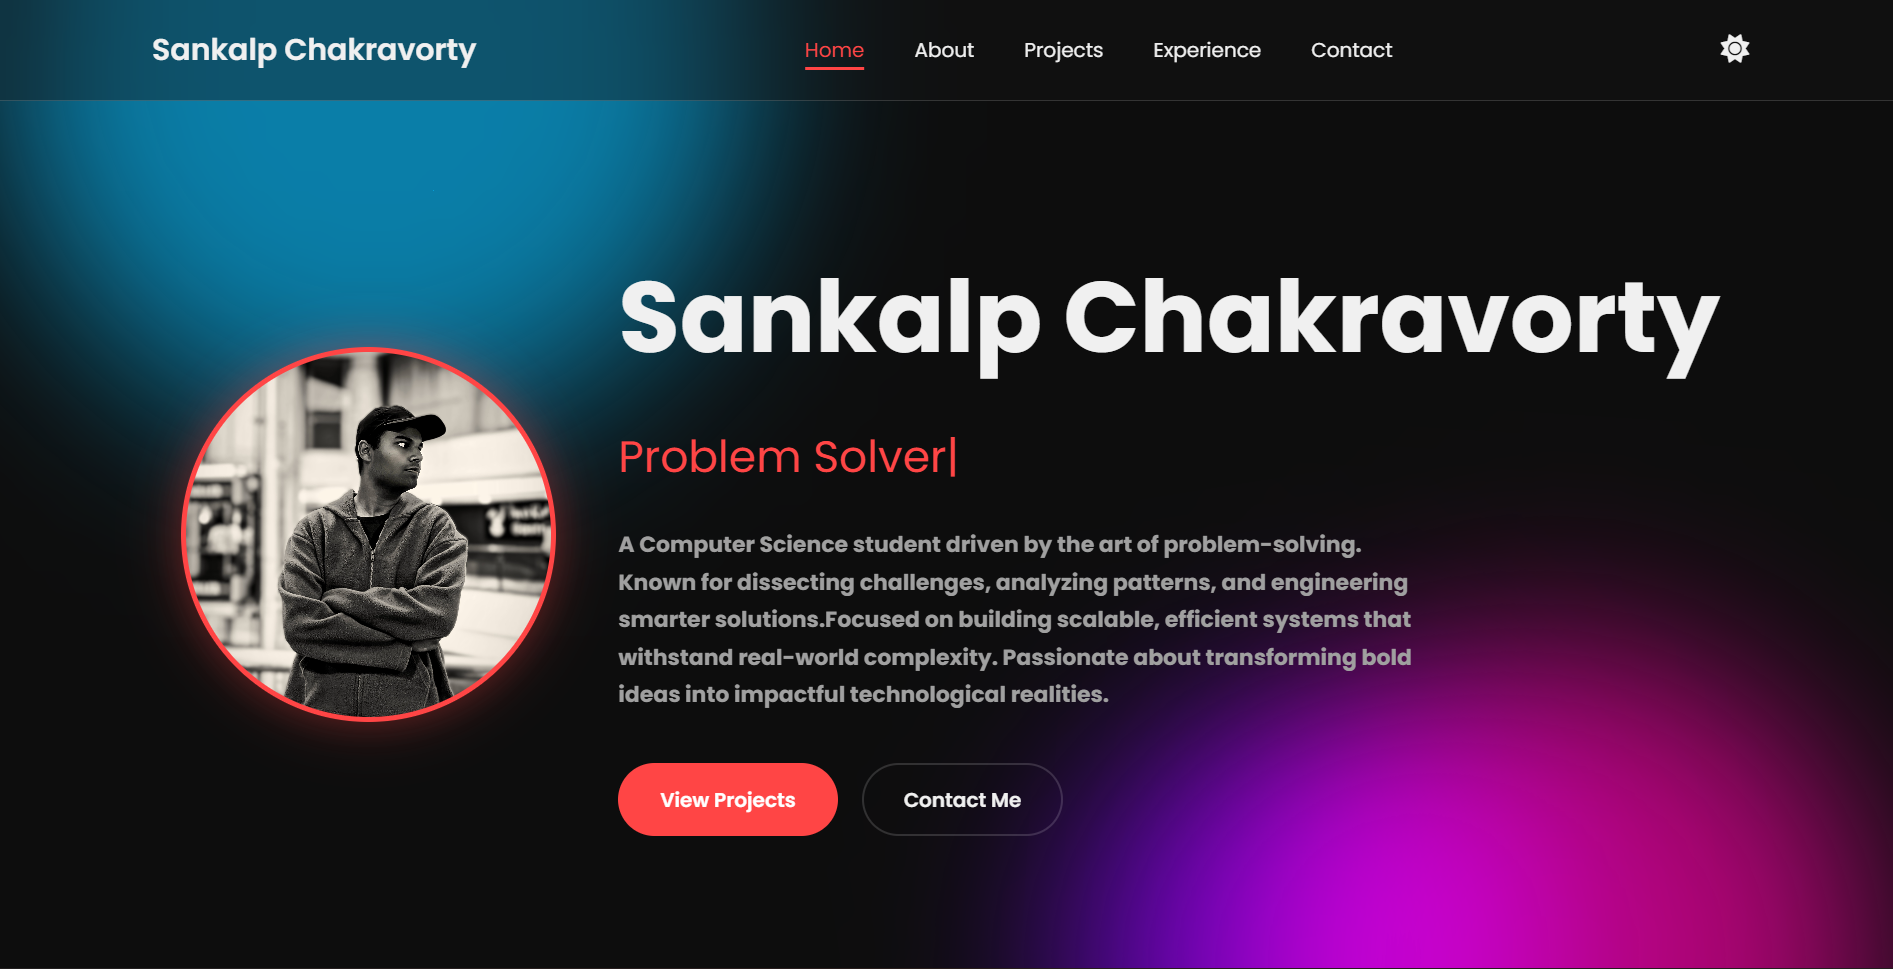 Sankalp Chakravorty
Home About Projects Experience Contact
Sankalp Chakravorty
Problem Solver|
A Computer Science student driven by the art of problem-solving.
Known for dissecting challenges, analyzing patterns, and engineering
smarter solutions.Focused on building scalable, efficient systems that
withstand real-world complexity. Passionate about transforming bold
ideas into impactful technological realities.
View Projects Contact Me